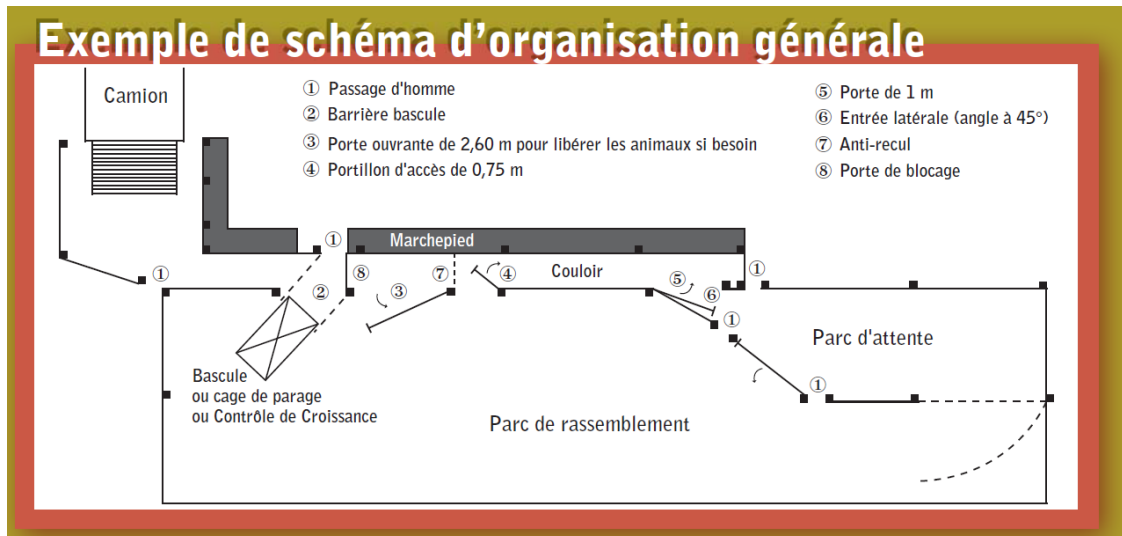 Exemple de schéma d'organisation générale
Camion
① Passage d'homme
② Barrière bascule
③ Porte ouvrante de 2,60 m pour libérer les animaux si besoin
④ Portillon d'accès de 0,75 m
⑤ Porte de 1 m
⑥ Entrée latérale (angle à 45°)
⑦ Anti-recul
⑧ Porte de blocage
①
Marchepied
①
⑧
⑦
④
Couloir
⑤
①
②
③
⑥
①
Parc d'attente
Bascule
ou cage de parage
ou Contrôle de Croissance
①
Parc de rassemblement